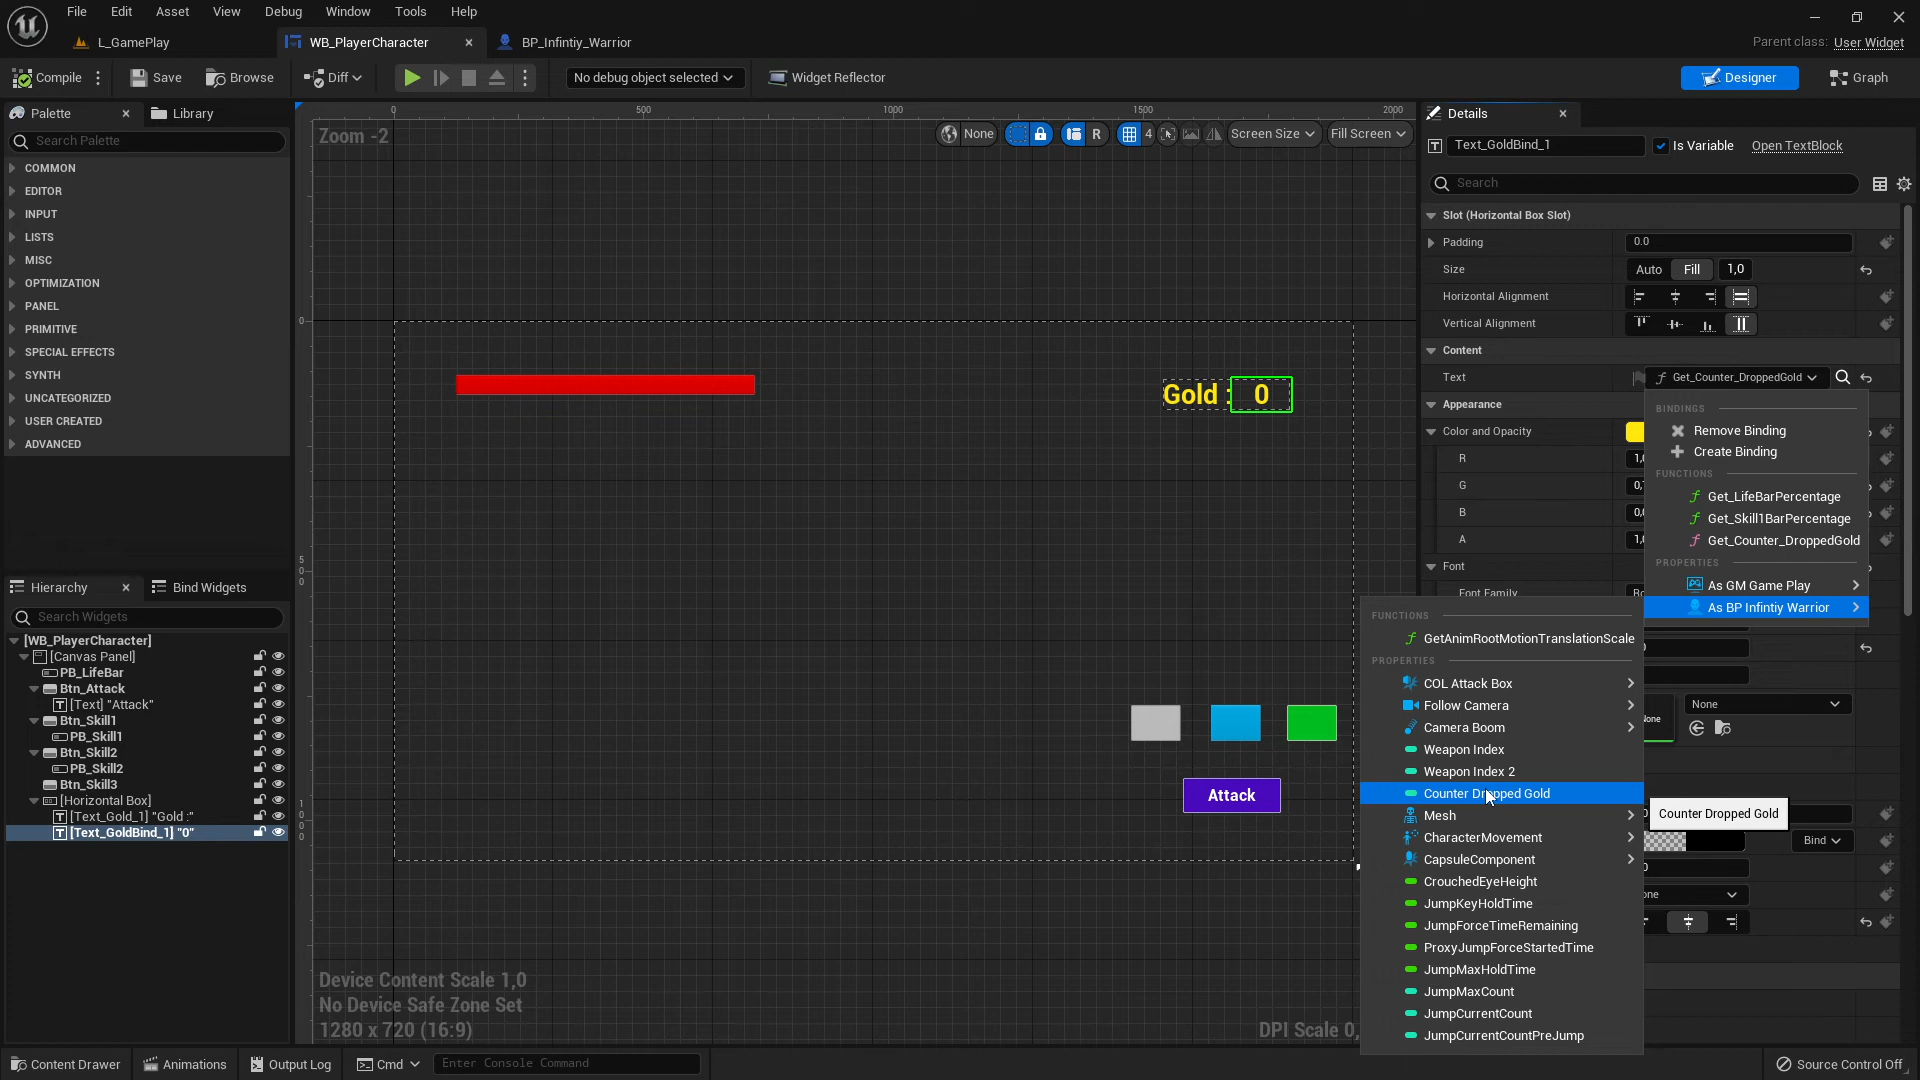 File Edit Asset View Debug Window Tools Help
L_GamePlay WB_PlayerCharacter BP_Infintiy_Warrior Parent class: User Widget
Compile Save Browse Diff No debug object selected Widget Reflector Designer Graph
Palette Library
Search Palette
COMMON
EDITOR
INPUT
LISTS
MISC
OPTIMIZATION
PANEL
PRIMITIVE
SPECIAL EFFECTS
SYNTH
UNCATEGORIZED
USER CREATED
ADVANCED
Hierarchy Bind Widgets
Search Widgets
[WB_PlayerCharacter]
[Canvas Panel]
PB_LifeBar
Btn_Attack
[Text] "Attack"
Btn_Skill1
PB_Skill1
Btn_Skill2
PB_Skill2
Btn_Skill3
[Horizontal Box]
[Text_Gold_1] "Gold :"
[Text_GoldBind_1] "0"
0 500 1000 1500 2000
Zoom -2
None R 4 Screen Size Fill Screen
0
500
1000
Gold : 0
Attack
Device Content Scale 1,0
No Device Safe Zone Set
1280 x 720 (16:9)
DPI Scale 0,
Details
Text_GoldBind_1 Is Variable Open TextBlock
Search
Slot (Horizontal Box Slot)
Padding 0.0
Size Auto Fill 1,0
Horizontal Alignment
Vertical Alignment
Content
Text Get_Counter_DroppedGold
Appearance
Color and Opacity
R
G
B
A
Font
Font Family
BINDINGS
Remove Binding
Create Binding
FUNCTIONS
Get_LifeBarPercentage
Get_Skill1BarPercentage
Get_Counter_DroppedGold
PROPERTIES
As GM Game Play
As BP Infintiy Warrior
FUNCTIONS
GetAnimRootMotionTranslationScale
PROPERTIES
COL Attack Box
Follow Camera
Camera Boom
Weapon Index
Weapon Index 2
Counter Dropped Gold
Mesh
CharacterMovement
CapsuleComponent
CrouchedEyeHeight
JumpKeyHoldTime
JumpForceTimeRemaining
ProxyJumpForceStartedTime
JumpMaxHoldTime
JumpMaxCount
JumpCurrentCount
JumpCurrentCountPreJump
None
Counter Dropped Gold
Bind
Content Drawer Animations Output Log Cmd Enter Console Command Source Control Off